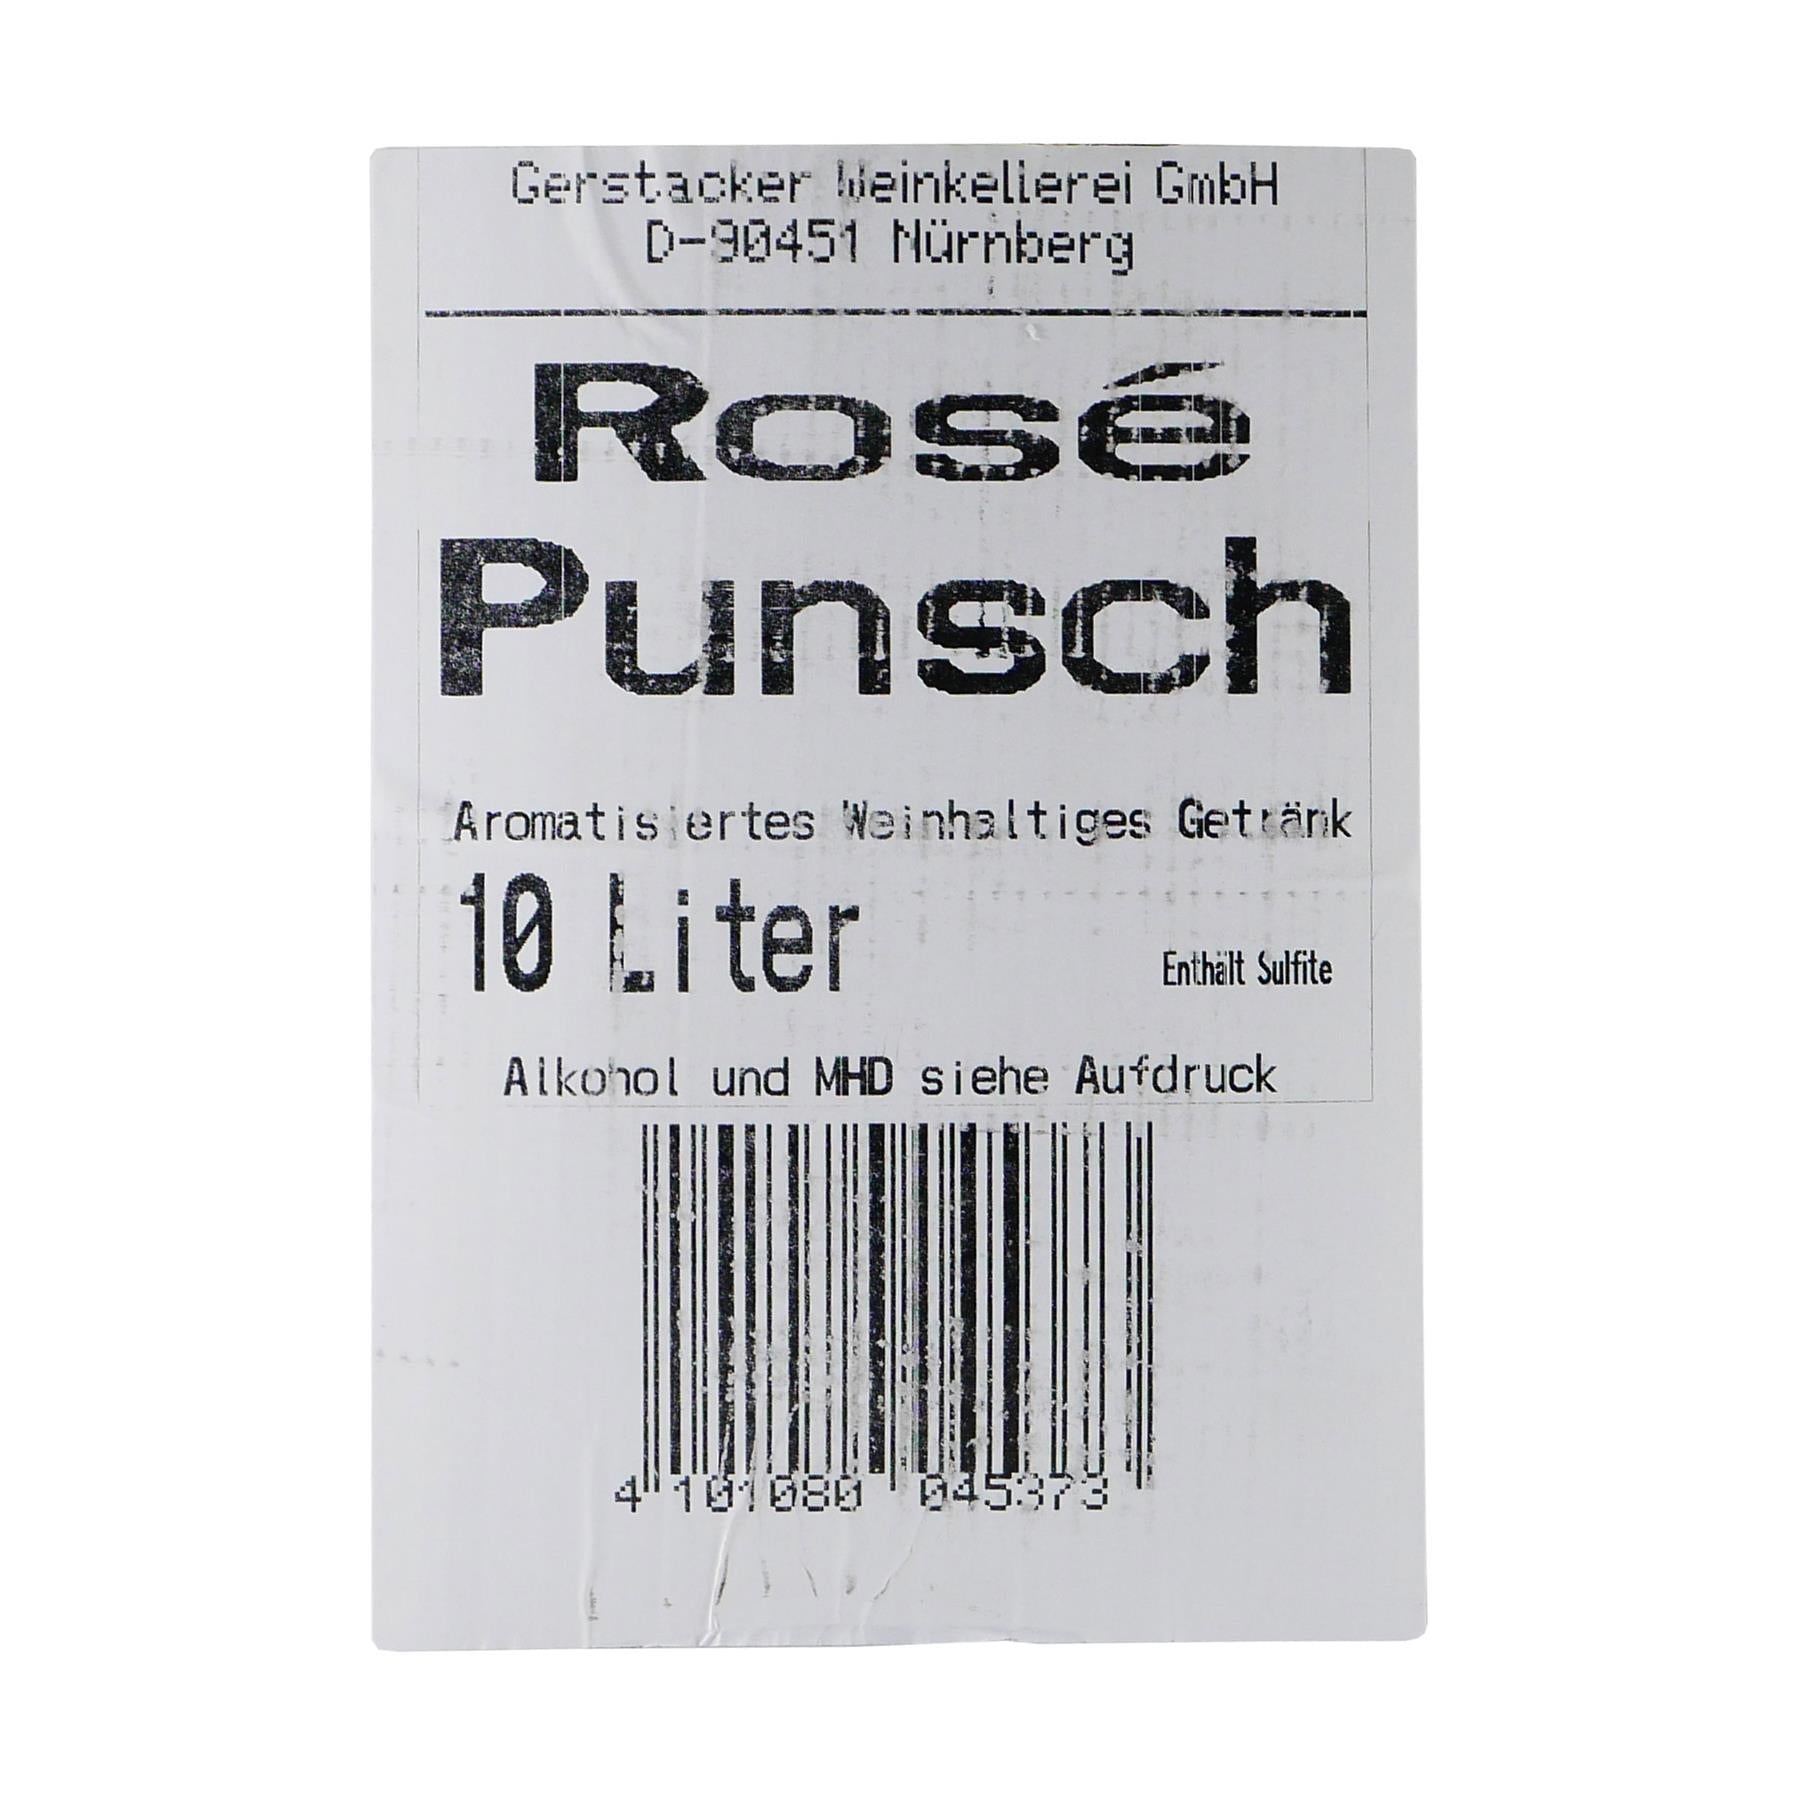 Gerstacker Weinkellerei GmbH
D-90451 Nürnberg
Rosé
Punsch
Aromatisiertes Weinhaltiges Getränk
10 Liter
Enthält Sulfite
Alkohol und MHD siehe Aufdruck
4 101080 045373